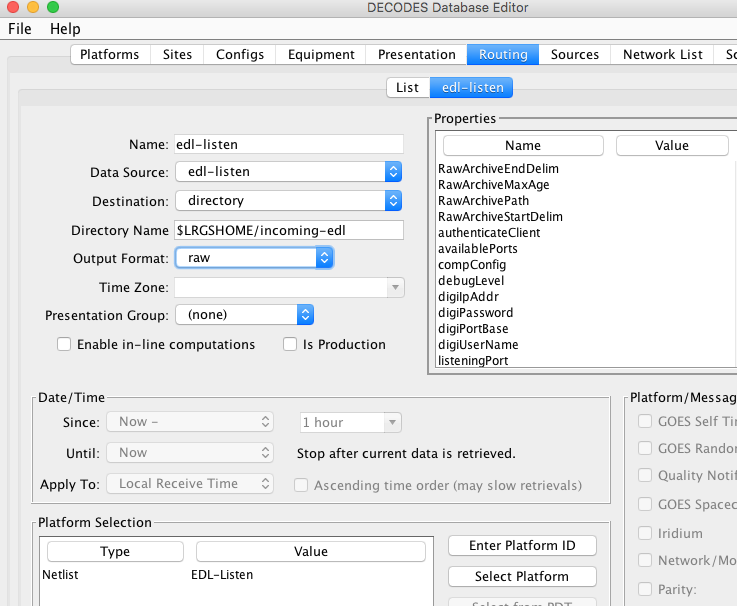 DECODES Database Editor
File Help
Platforms Sites Configs Equipment Presentation Routing Sources Network List
List edl-listen
Name: edl-listen
Data Source: edl-listen
Destination: directory
Directory Name $LRGSHOME/incoming-edl
Output Format: raw
Time Zone:
Presentation Group: (none)
Enable in-line computations Is Production
Properties
Name Value
RawArchiveEndDelim
RawArchiveMaxAge
RawArchivePath
RawArchiveStartDelim
authenticateClient
availablePorts
compConfig
debugLevel
digiIpAddr
digiPassword
digiPortBase
digiUserName
listeningPort
Date/Time
Since: Now - 1 hour
Until: Now Stop after current data is retrieved.
Apply To: Local Receive Time Ascending time order (may slow retrievals)
Platform/Messag
GOES Self Ti
GOES Rando
Quality Notif
GOES Spacec
Iridium
Network/Mo
Parity:
Platform Selection
Type Value
Netlist EDL-Listen
Enter Platform ID
Select Platform
Select from PDT